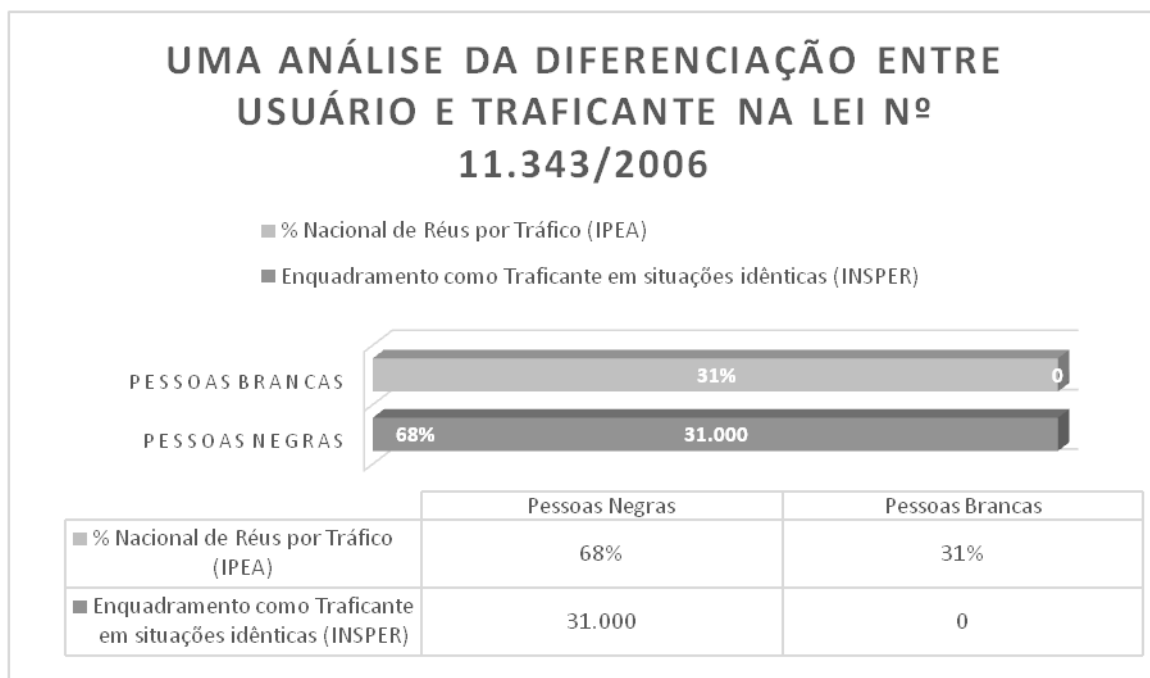 UMA ANÁLISE DA DIFERENCIAÇÃO ENTRE
USUÁRIO E TRAFICANTE NA LEI Nº
11.343/2006
% Nacional de Réus por Tráfico (IPEA)
Enquadramento como Traficante em situações idênticas (INSPER)
PESSOAS BRANCAS 31% 0
PESSOAS NEGRAS 68% 31.000
Pessoas Negras Pessoas Brancas
% Nacional de Réus por Tráfico
(IPEA)
68% 31%
Enquadramento como Traficante
em situações idênticas (INSPER)
31.000 0